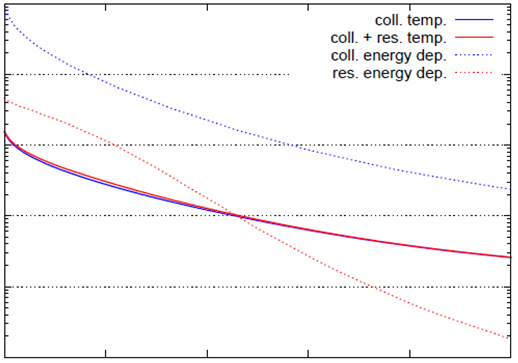 coll. temp.
coll. + res. temp.
coll. energy dep.
res. energy dep.